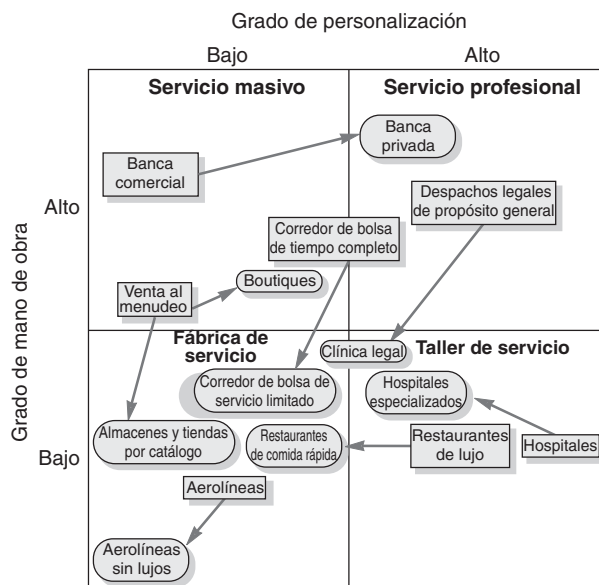 Grado de personalización
Bajo
Alto
Servicio masivo
Servicio profesional
Banca
privada
Banca
comercial
Despachos legales
de propósito general
Alto
Corredor de bolsa
de tiempo completo
Grado de mano de obra
Boutiques
Venta al
menudeo
Fábrica de
servicio
Clínica legal
Taller de servicio
Corredor de bolsa de
servicio limitado
Hospitales
especializados
Almacenes y tiendas
por catálogo
Restaurantes
de comida rápida
Restaurantes
de lujo
Hospitales
Bajo
Aerolíneas
Aerolíneas
sin lujos